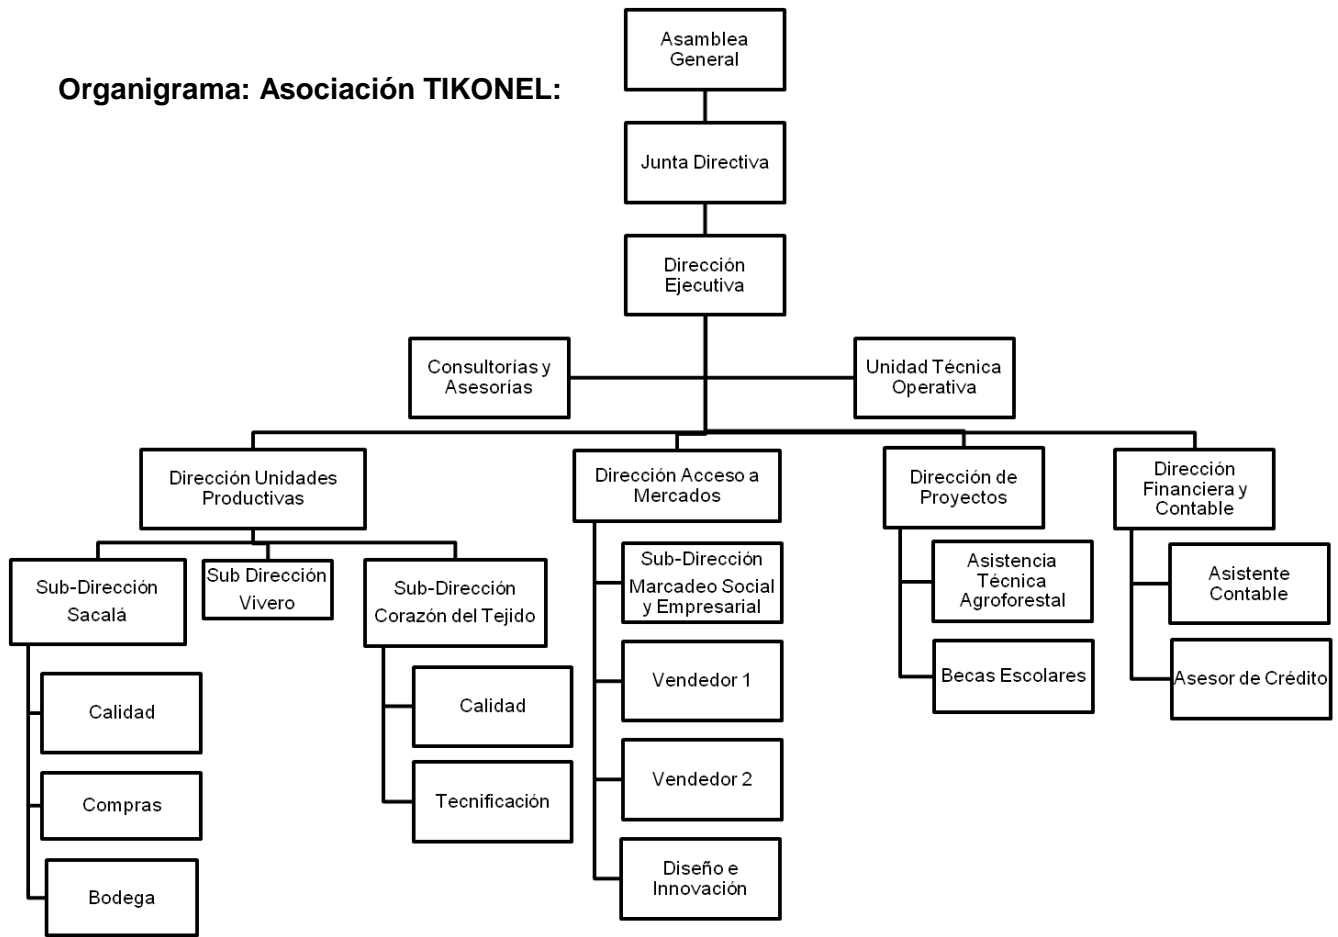 Asamblea
General
Organigrama: Asociación TIKONEL:
Junta Directiva
Dirección
Ejecutiva
Consultorías y
Asesorías
Unidad Técnica
Operativa
Dirección Unidades
Productivas
Dirección Acceso a
Mercados
Dirección de
Proyectos
Dirección
Financiera y
Contable
Sub-Dirección
Sacalá
Sub Dirección
Vivero
Sub-Dirección
Corazón del Tejido
Sub-Dirección
Marcadeo Social
y Empresarial
Asistencia
Técnica
Agroforestal
Asistente
Contable
Calidad
Calidad
Vendedor 1
Becas Escolares
Asesor de Crédito
Compras
Tecnificación
Vendedor 2
Bodega
Diseño e
Innovación